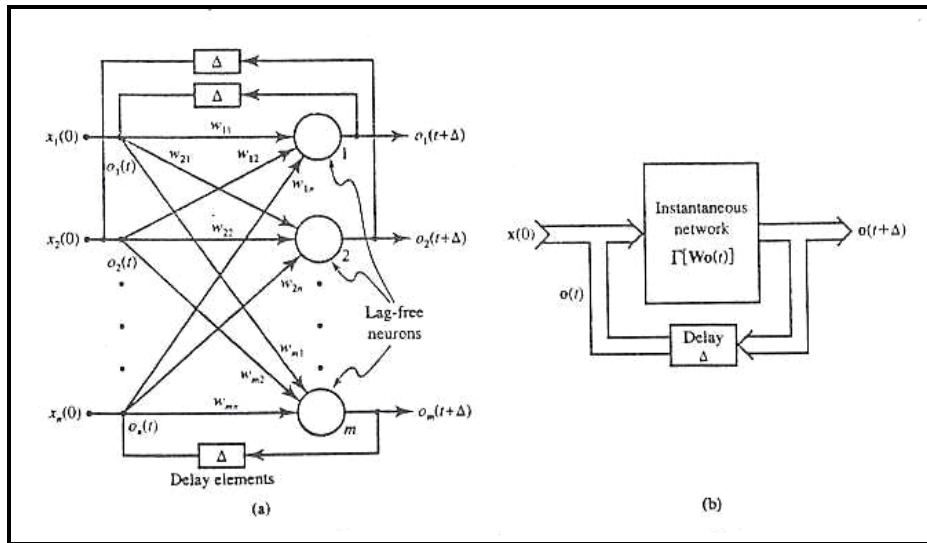 Δ
Δ
x₁(0)
w₁₁
1
o₁(t+Δ)
o₁(t)
w₂₁
w₁₂
w₁ₙ
x₂(0)
w₂₂
2
o₂(t+Δ)
o₂(t)
w₂ₙ
Lag-free
neurons
wₘ₁
wₘ₂
xₙ(0)
wₘₙ
m
oₘ(t+Δ)
oₙ(t)
Δ
Delay elements
(a)
x(0)
Instantaneous
network
Γ[Wo(t)]
o(t+Δ)
o(t)
Delay
Δ
(b)